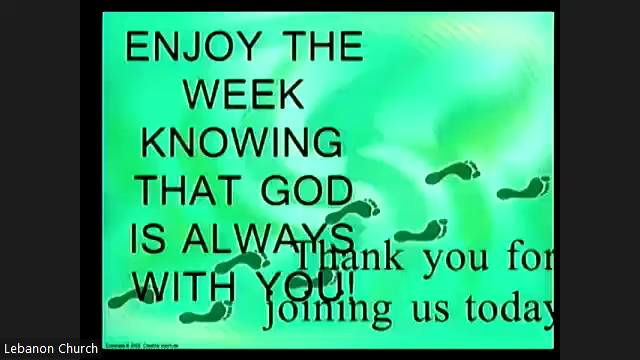 ENJOY THE
WEEK
KNOWING
THAT GOD
IS ALWAYS
WITH YOU!
Thank you for
joining us today
Lebanon Church